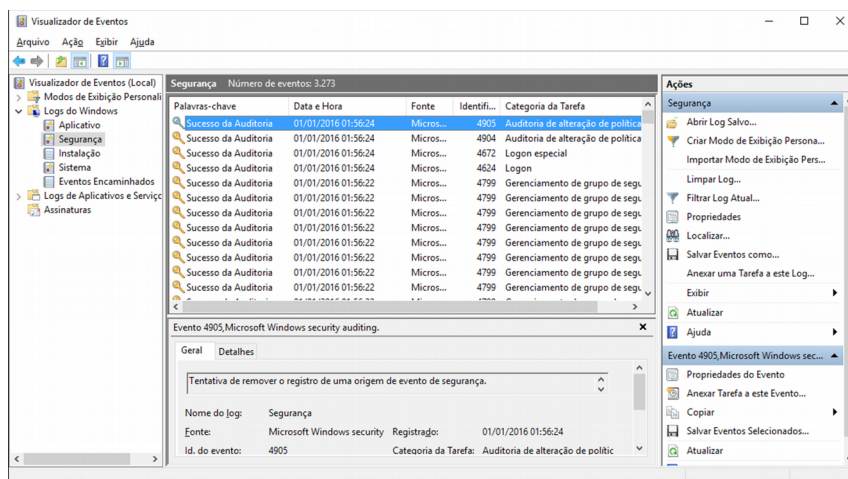 Visualizador de Eventos
Arquivo Ação Exibir Ajuda
Visualizador de Eventos (Local)
Modos de Exibição Personali
Logs do Windows
Aplicativo
Segurança
Instalação
Sistema
Eventos Encaminhados
Logs de Aplicativos e Serviço
Assinaturas
Segurança Número de eventos: 3.273
Palavras-chave Data e Hora Fonte Identifi... Categoria da Tarefa
Sucesso da Auditoria 01/01/2016 01:56:24 Micros... 4905 Auditoria de alteração de política
Sucesso da Auditoria 01/01/2016 01:56:24 Micros... 4904 Auditoria de alteração de política
Sucesso da Auditoria 01/01/2016 01:56:24 Micros... 4672 Logon especial
Sucesso da Auditoria 01/01/2016 01:56:24 Micros... 4624 Logon
Sucesso da Auditoria 01/01/2016 01:56:22 Micros... 4799 Gerenciamento de grupo de segu
Sucesso da Auditoria 01/01/2016 01:56:22 Micros... 4799 Gerenciamento de grupo de segu
Sucesso da Auditoria 01/01/2016 01:56:22 Micros... 4799 Gerenciamento de grupo de segu
Sucesso da Auditoria 01/01/2016 01:56:22 Micros... 4799 Gerenciamento de grupo de segu
Sucesso da Auditoria 01/01/2016 01:56:22 Micros... 4799 Gerenciamento de grupo de segu
Sucesso da Auditoria 01/01/2016 01:56:22 Micros... 4799 Gerenciamento de grupo de segu
Sucesso da Auditoria 01/01/2016 01:56:22 Micros... 4799 Gerenciamento de grupo de segu
Sucesso da Auditoria 01/01/2016 01:56:22 Micros... 4799 Gerenciamento de grupo de segu
Evento 4905,Microsoft Windows security auditing.
Geral Detalhes
Tentativa de remover o registro de uma origem de evento de segurança.
Nome do log: Segurança
Fonte: Microsoft Windows security Registrado: 01/01/2016 01:56:24
Id. do evento: 4905 Categoria da Tarefa: Auditoria de alteração de polític
Ações
Segurança
Abrir Log Salvo...
Criar Modo de Exibição Persona...
Importar Modo de Exibição Pers...
Limpar Log...
Filtrar Log Atual...
Propriedades
Localizar...
Salvar Eventos como...
Anexar uma Tarefa a este Log...
Exibir
Atualizar
Ajuda
Evento 4905,Microsoft Windows sec...
Propriedades do Evento
Anexar Tarefa a este Evento...
Copiar
Salvar Eventos Selecionados...
Atualizar